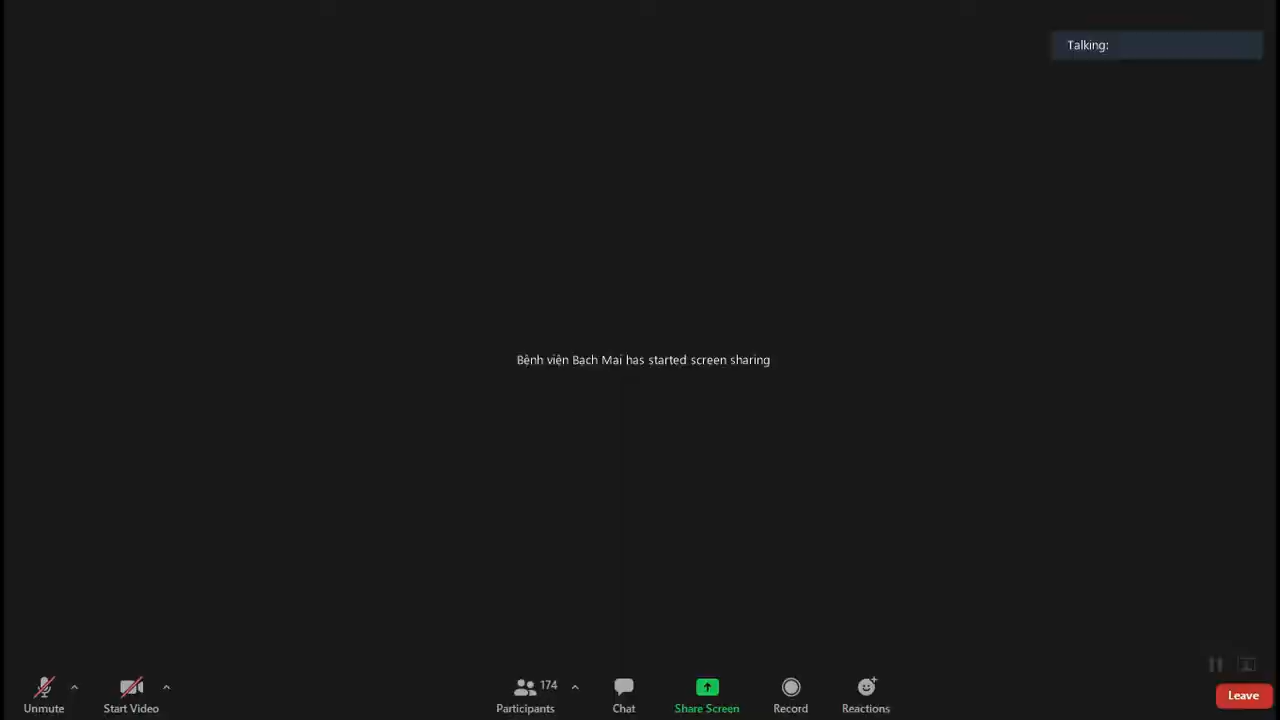 Talking:
Bệnh viện Bạch Mai has started screen sharing
174
Unmute
Start Video
Participants
Chat
Share Screen
Record
Reactions
Leave